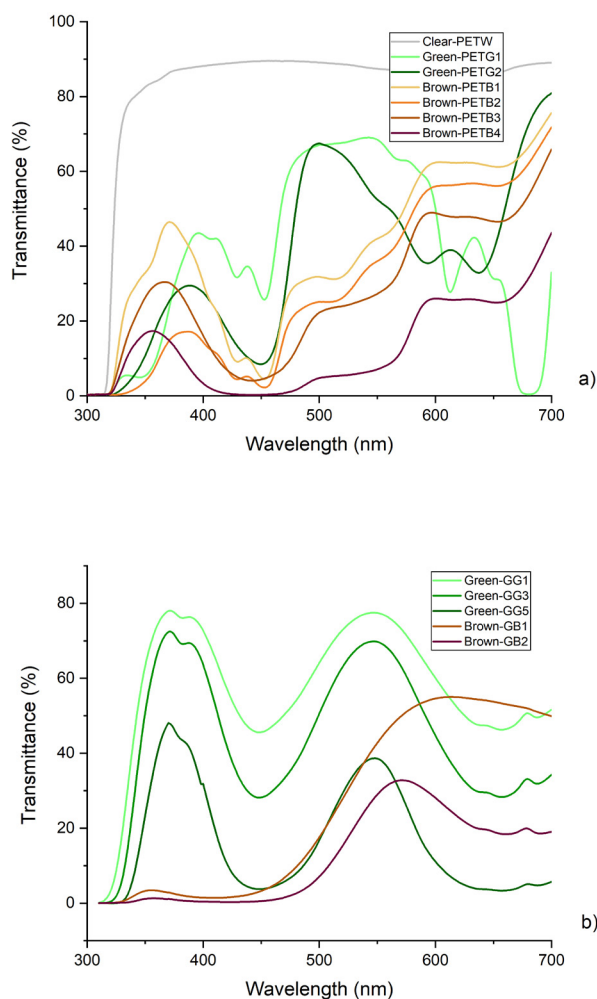 100
80
60
40
20
0
Transmittance (%)
Clear-PETW
Green-PETG1
Green-PETG2
Brown-PETB1
Brown-PETB2
Brown-PETB3
Brown-PETB4
300 400 500 600 700
Wavelength (nm)
a)
80
60
40
20
0
Transmittance (%)
Green-GG1
Green-GG3
Green-GG5
Brown-GB1
Brown-GB2
300 400 500 600 700
Wavelength (nm)
b)